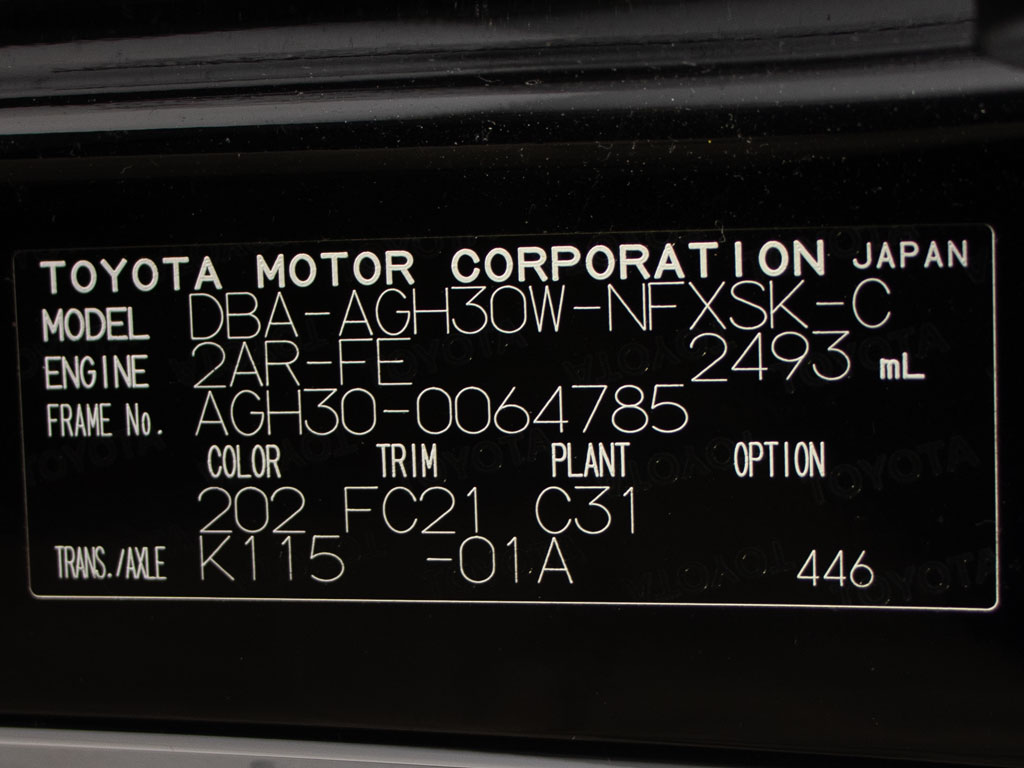 TOYOTA MOTOR CORPORATION JAPAN
MODEL DBA-AGH30W-NFXSK-C
ENGINE 2AR-FE 2493 mL
FRAME No. AGH30-0064785
COLOR TRIM PLANT OPTION
202 FC21 C31
TRANS./AXLE K115 -01A 446